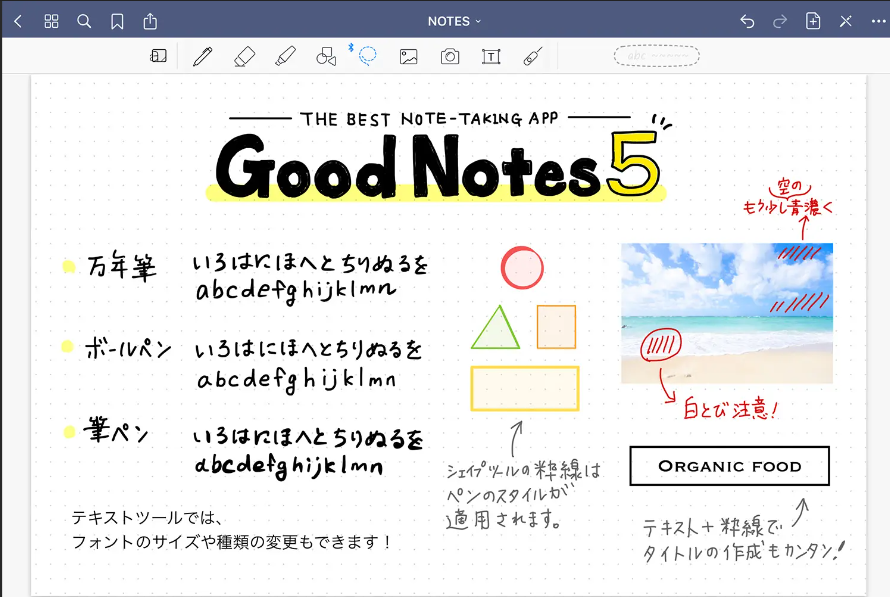 NOTES
THE BEST NOTE-TAKING APP
Good Notes 5
空の
もう少し青濃く
万年筆
いろはにほへとちりぬるを
abcdefghijklmn
ボールペン
いろはにほへとちりぬるを
abcdefghijklmn
筆ペン
いろはにほへとちりぬるを
abcdefghijklmn
白とび注意!
ORGANIC FOOD
シェイプツールの枠線は
ペンのスタイルが
適用されます。
テキストツールでは、
フォントのサイズや種類の変更もできます!
テキスト+枠線で
タイトルの作成もカンタン!